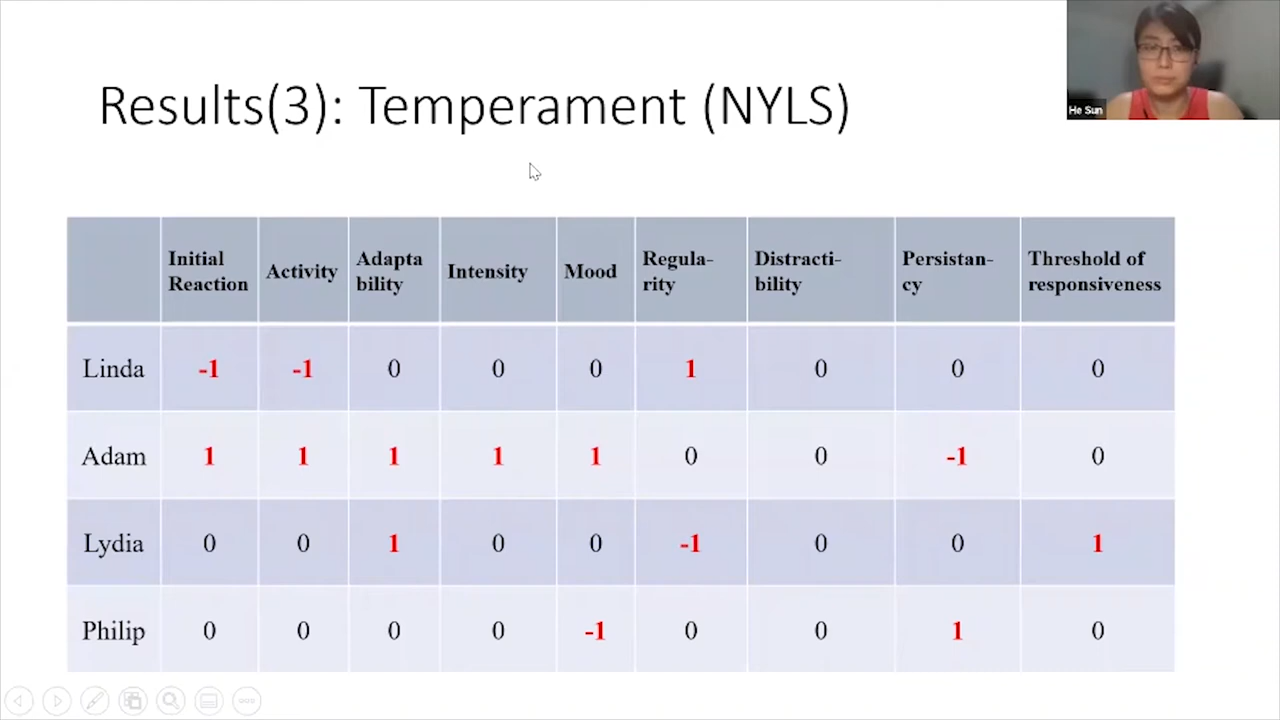 He Sun
Results(3): Temperament (NYLS)
Initial Reaction Activity Adapta bility Intensity Mood Regula- rity Distracti- bility Persistan- cy Threshold of responsiveness
Linda -1 -1 0 0 0 1 0 0 0
Adam 1 1 1 1 1 0 0 -1 0
Lydia 0 0 1 0 0 -1 0 0 1
Philip 0 0 0 0 -1 0 0 1 0